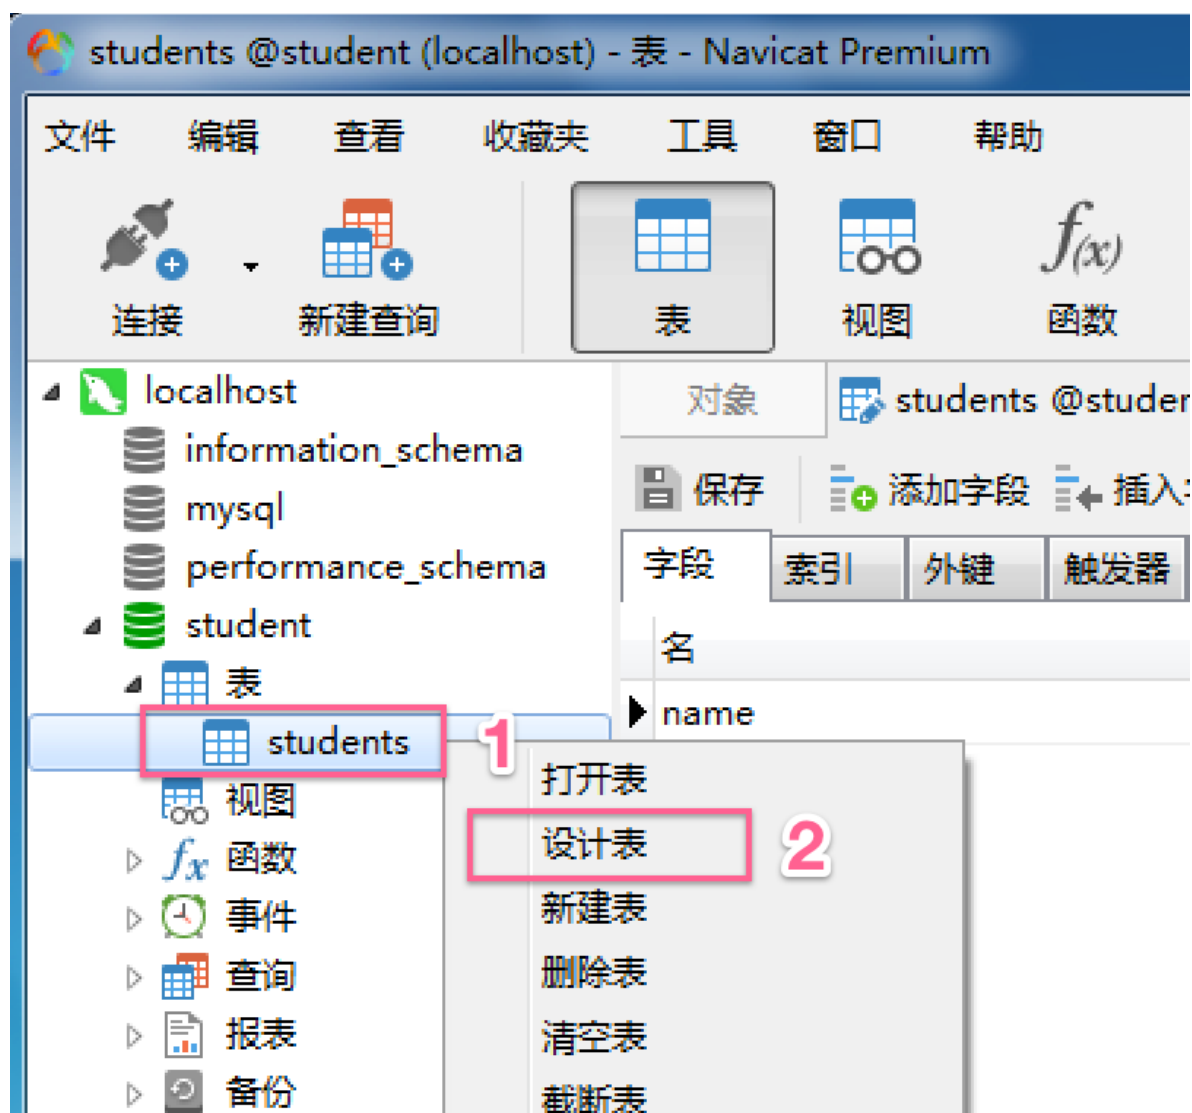 students @student (localhost) - 表 - Navicat Premium
文件 编辑 查看 收藏夹 工具 窗口 帮助
f(x)
连接 新建查询 表 视图 函数
localhost
information_schema
mysql
performance_schema
student
表
students
1
视图
fx 函数
事件
查询
报表
备份
对象 students @studen
保存 添加字段 插入
字段 索引 外键 触发器
名
name
打开表
设计表
2
新建表
删除表
清空表
截断表